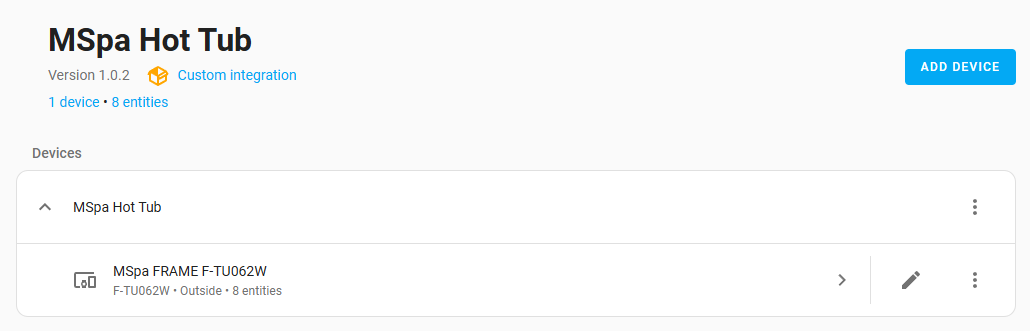 MSpa Hot Tub
Version 1.0.2 Custom integration
1 device • 8 entities
ADD DEVICE
Devices
MSpa Hot Tub
MSpa FRAME F-TU062W
F-TU062W • Outside • 8 entities